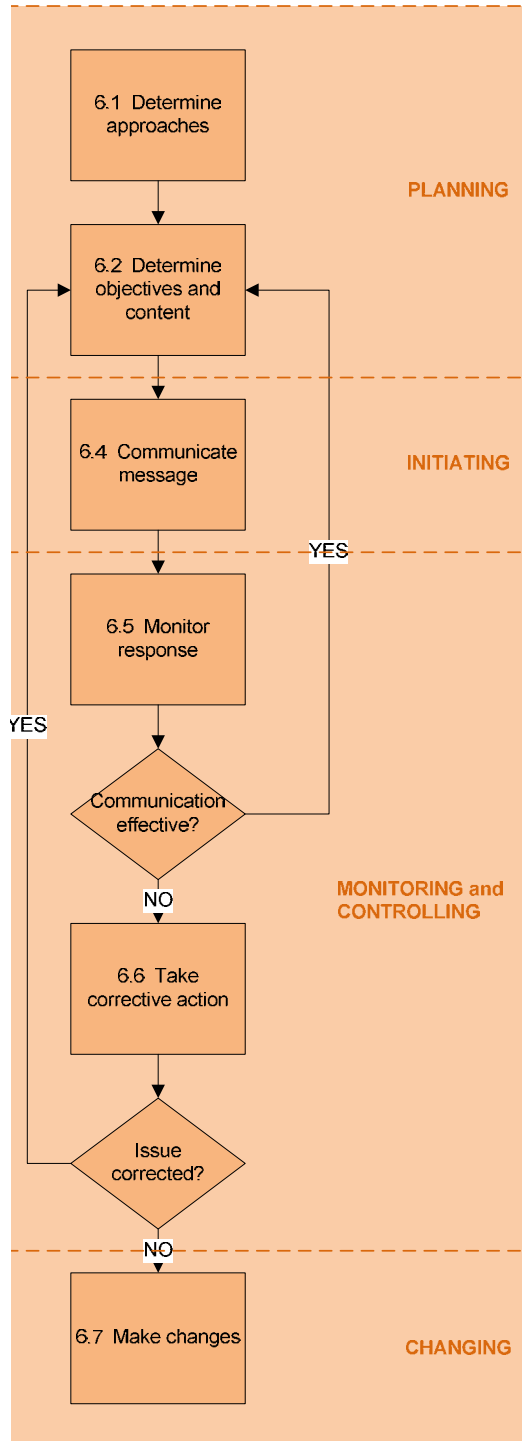 6.1 Determine
approaches
PLANNING
6.2 Determine
objectives and
content
6.4 Communicate
message
INITIATING
YES
6.5 Monitor
response
YES
Communication
effective?
MONITORING and
CONTROLLING
NO
6.6 Take
corrective action
Issue
corrected?
NO
6.7 Make changes
CHANGING